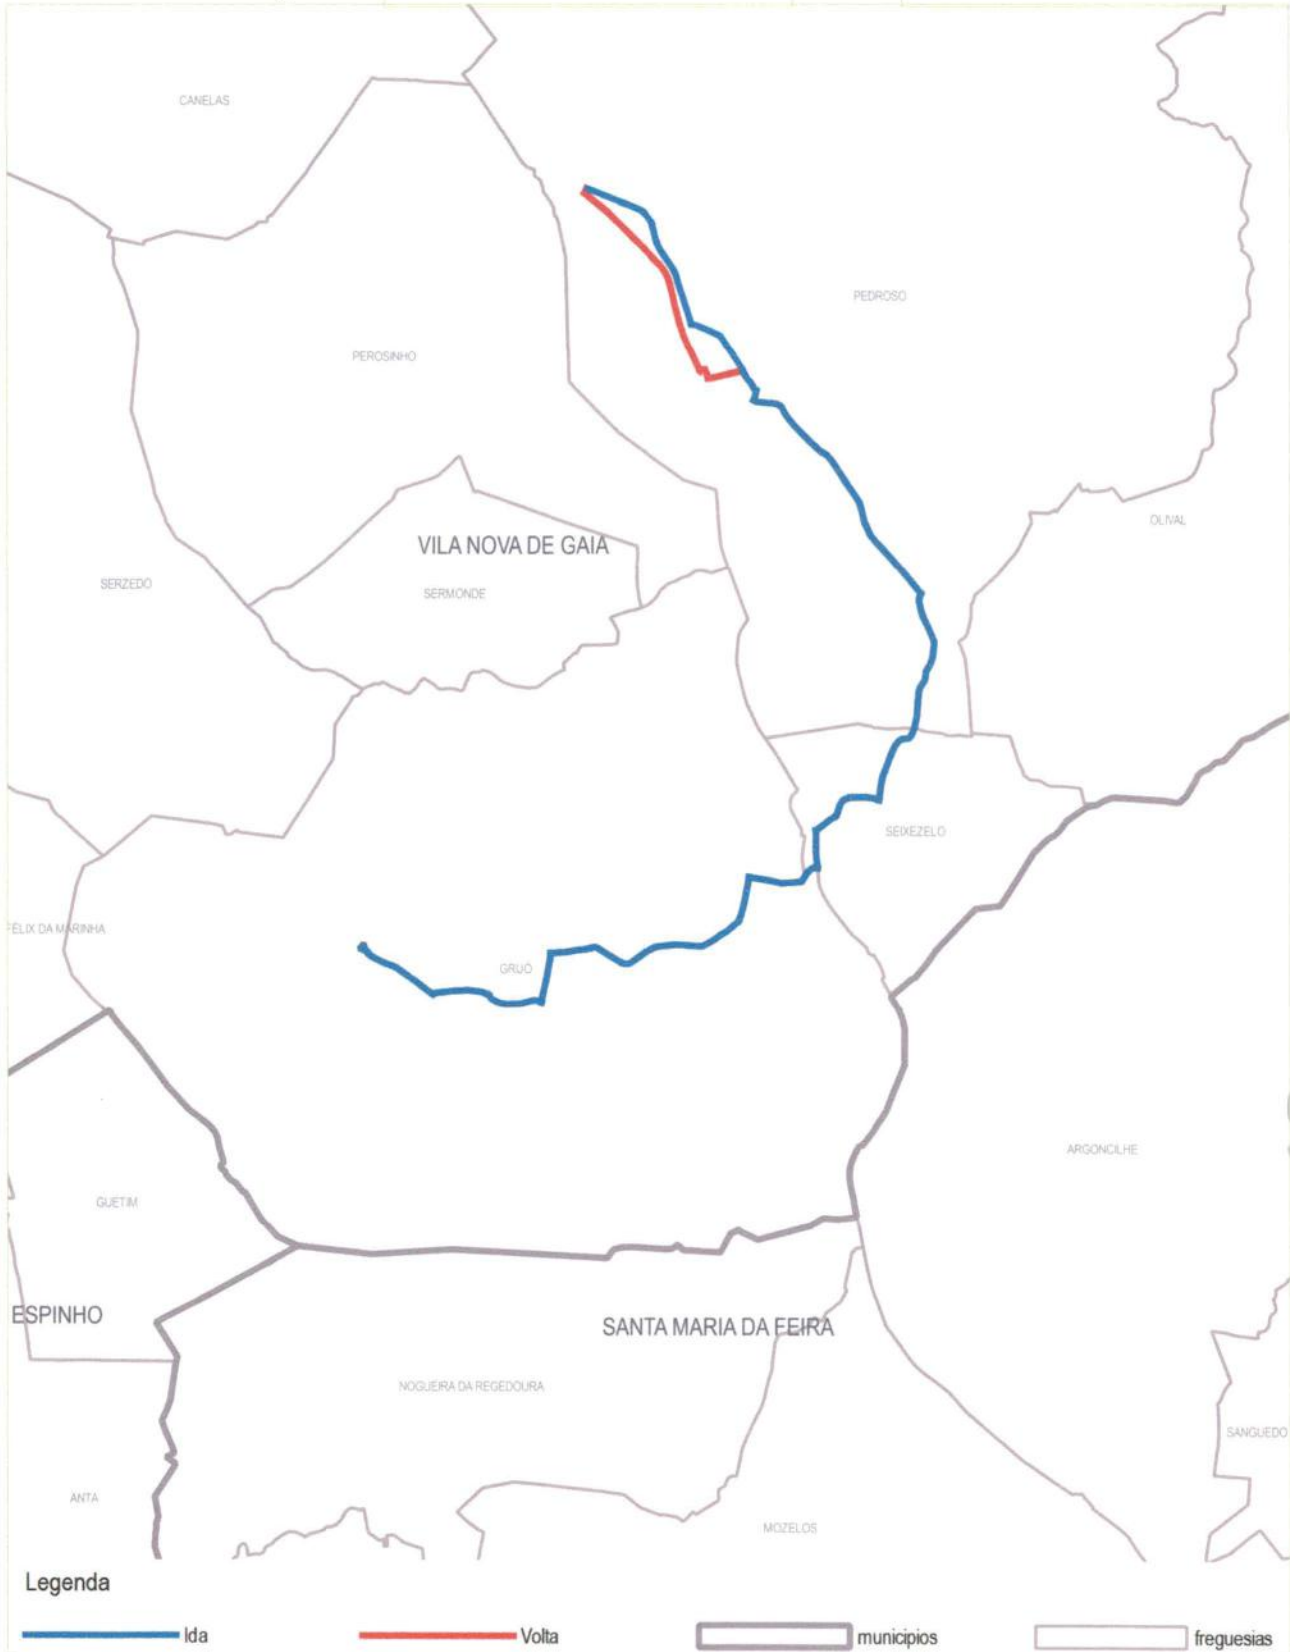 CANELAS
PEDROSO
PEROSINHO
OLIVAL
VILA NOVA DE GAIA
SERZEDO
SERMONDE
SEIXEZELO
FÉLIX DA MARINHA
GRIJÓ
ARGONCILHE
GUETIM
ESPINHO
SANTA MARIA DA FEIRA
NOGUEIRA DA REGEDOURA
SANGUEDO
ANTA
MOZELOS
Legenda
Ida
Volta
municipios
freguesias